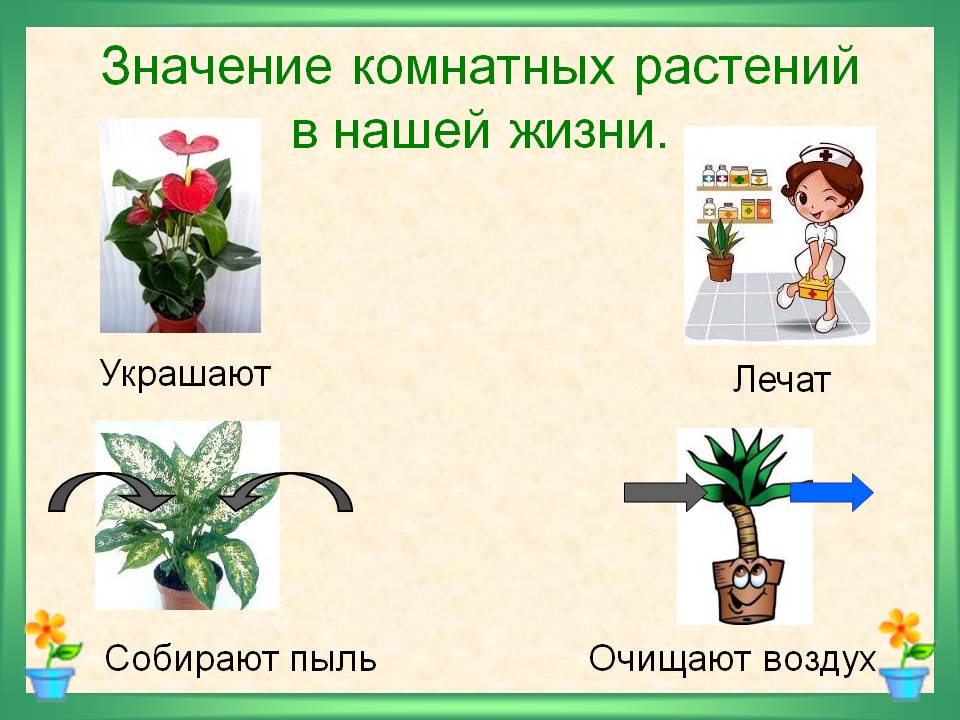 Значение комнатных растений
в нашей жизни.
Украшают
Лечат
Собирают пыль
Очищают воздух